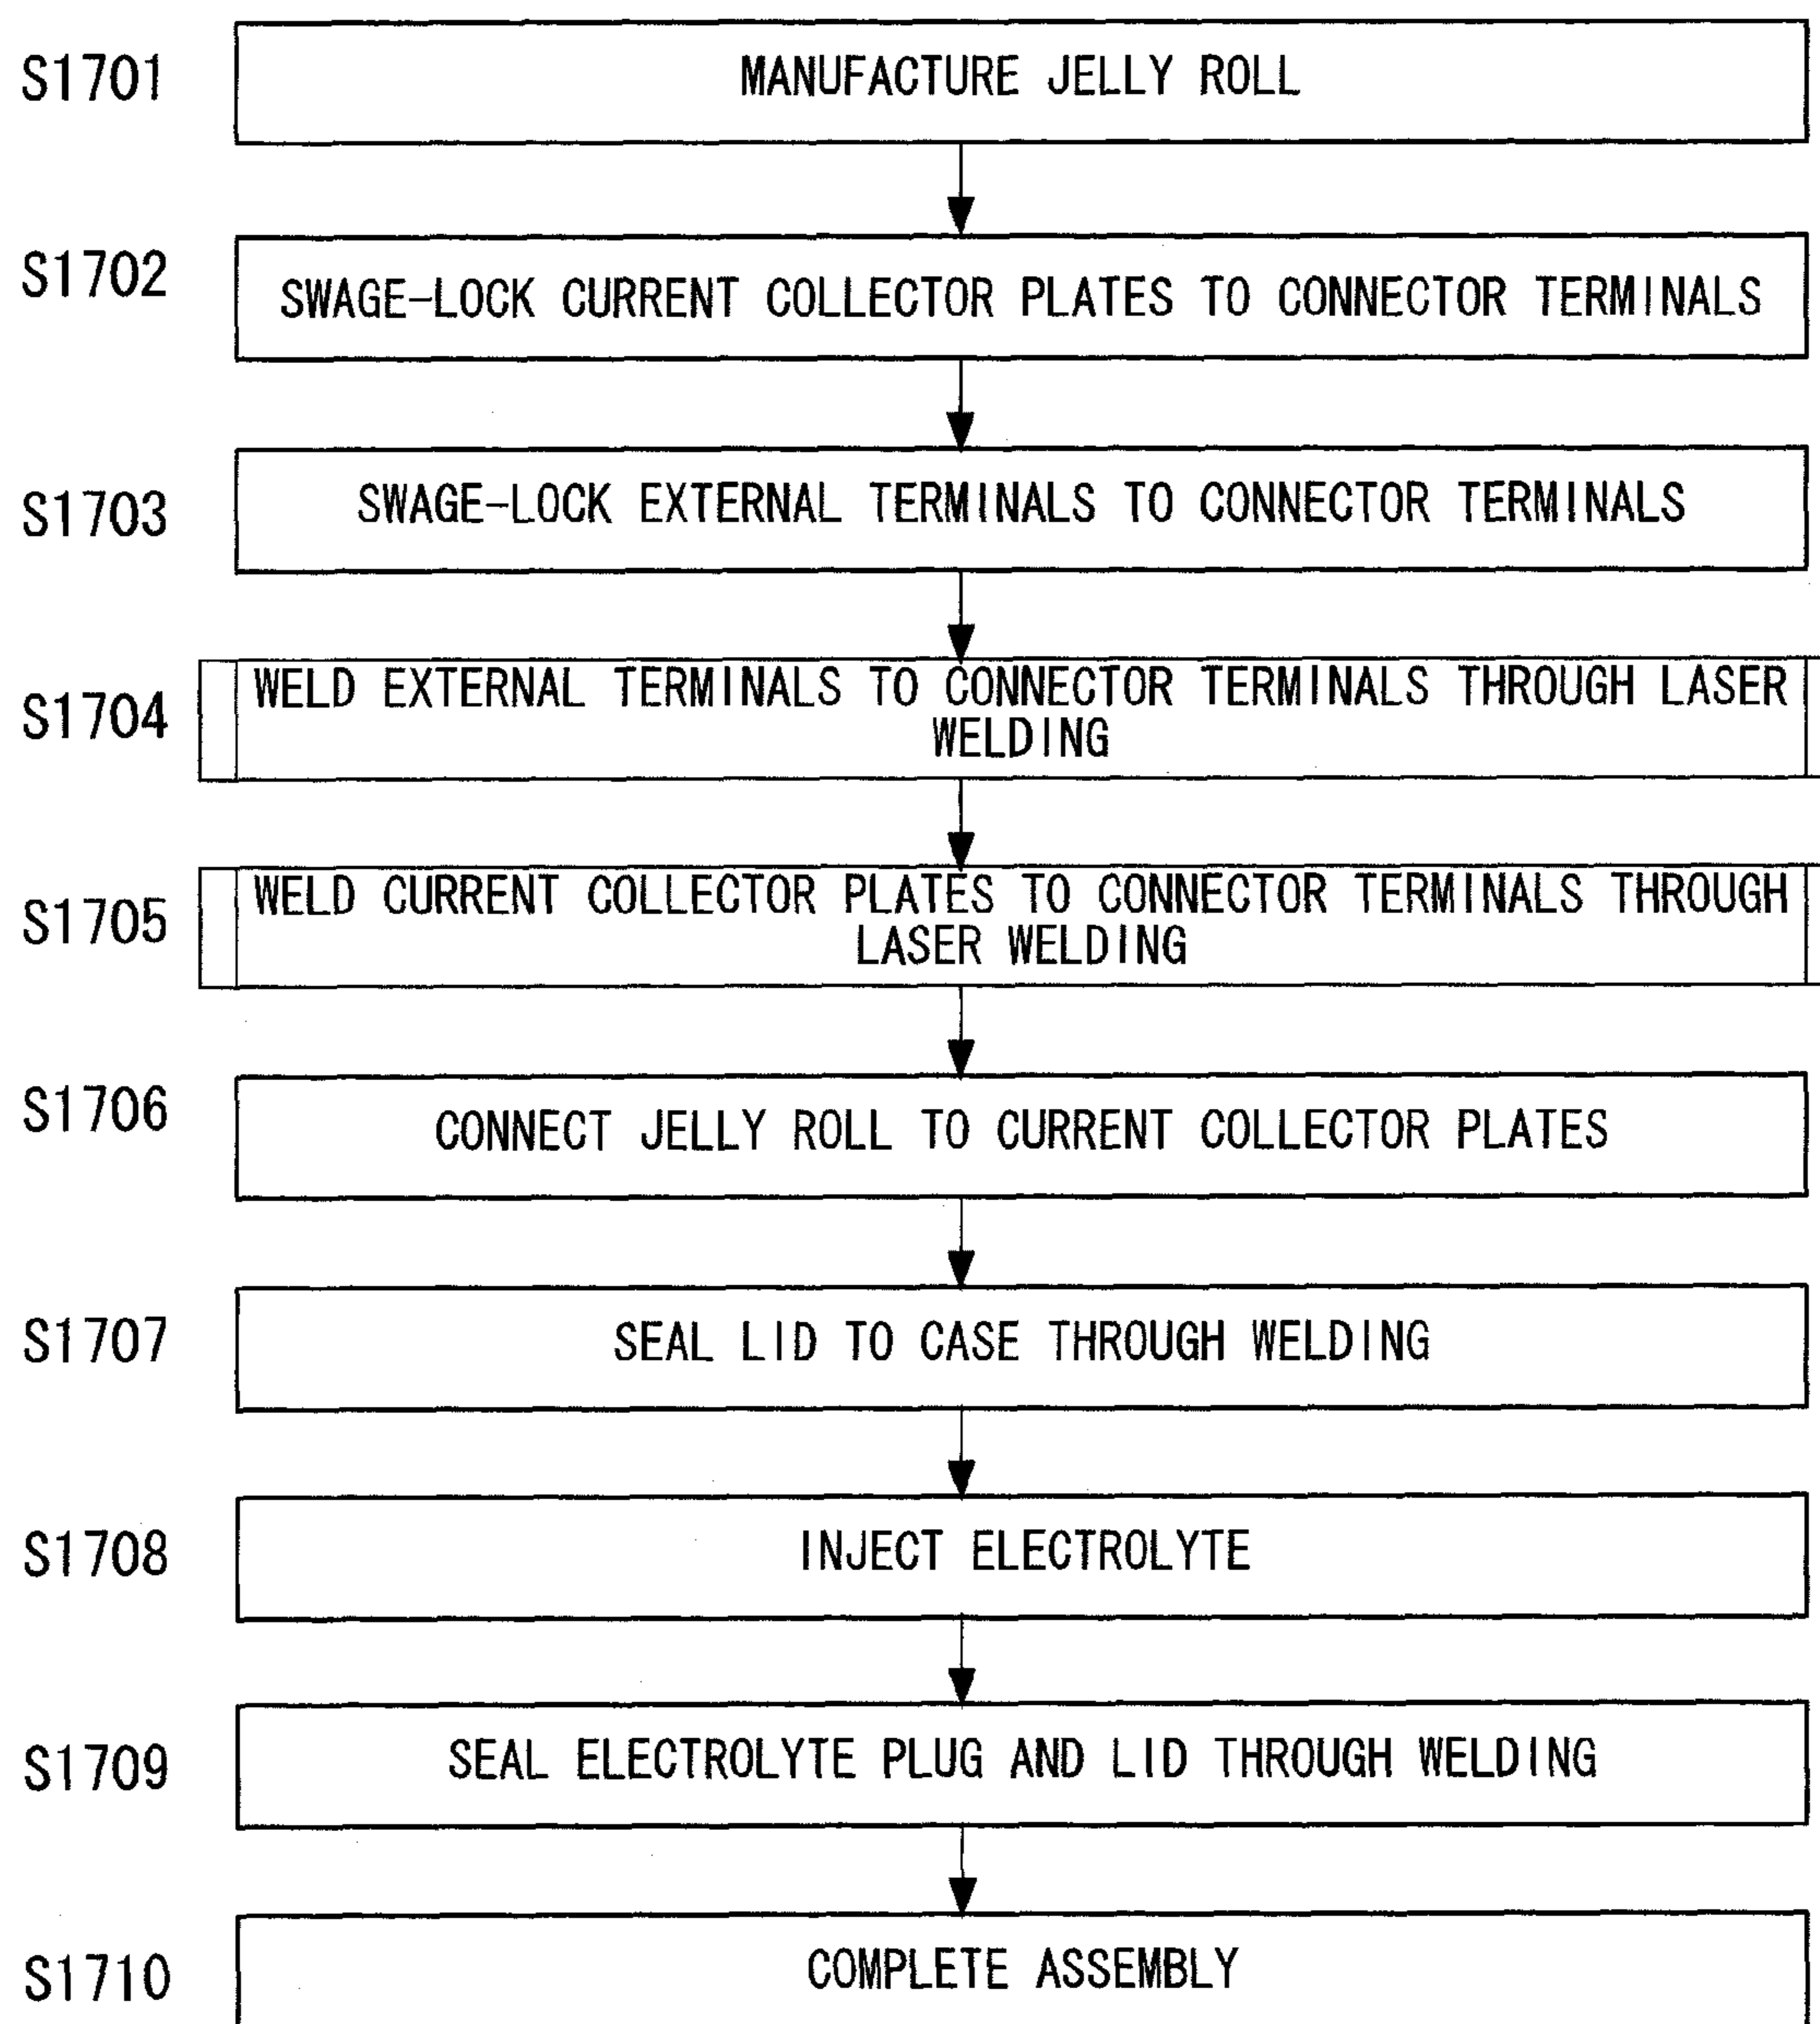 S1701
MANUFACTURE JELLY ROLL
S1702
SWAGE-LOCK CURRENT COLLECTOR PLATES TO CONNECTOR TERMINALS
S1703
SWAGE-LOCK EXTERNAL TERMINALS TO CONNECTOR TERMINALS
S1704
WELD EXTERNAL TERMINALS TO CONNECTOR TERMINALS THROUGH LASER
WELDING
S1705
WELD CURRENT COLLECTOR PLATES TO CONNECTOR TERMINALS THROUGH
LASER WELDING
S1706
CONNECT JELLY ROLL TO CURRENT COLLECTOR PLATES
S1707
SEAL LID TO CASE THROUGH WELDING
S1708
INJECT ELECTROLYTE
S1709
SEAL ELECTROLYTE PLUG AND LID THROUGH WELDING
S1710
COMPLETE ASSEMBLY